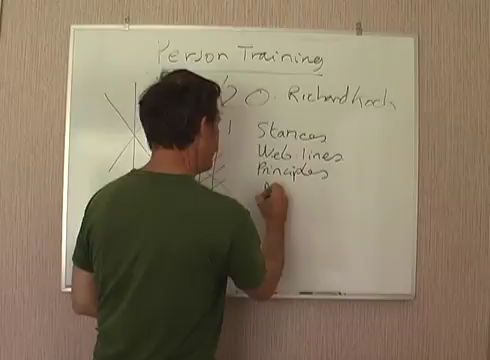 Person Training
Richard Koch
Stances
Web lines
Principles